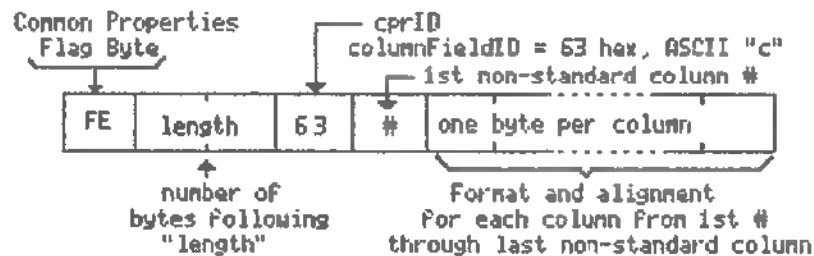 Common Properties
Flag Byte
cprID
columnFieldID = 63 hex, ASCII "c"
1st non-standard column #
FE
length
63
#
one byte per column
number of
bytes following
"length"
Format and alignment
for each column from 1st #
through last non-standard column